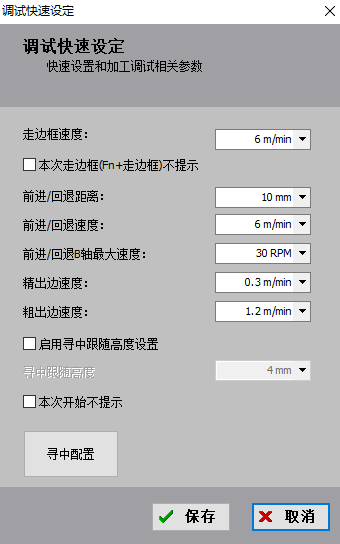 调试快速设定
调试快速设定
快速设置和加工调试相关参数
走边框速度： 6 m/min
本次走边框(Fn+走边框)不提示
前进/回退距离： 10 mm
前进/回退速度： 6 m/min
前进/回退B轴最大速度： 30 RPM
精出边速度： 0.3 m/min
粗出边速度： 1.2 m/min
启用寻中跟随高度设置
寻中跟随高度 4 mm
本次开始不提示
寻中配置
保存 取消